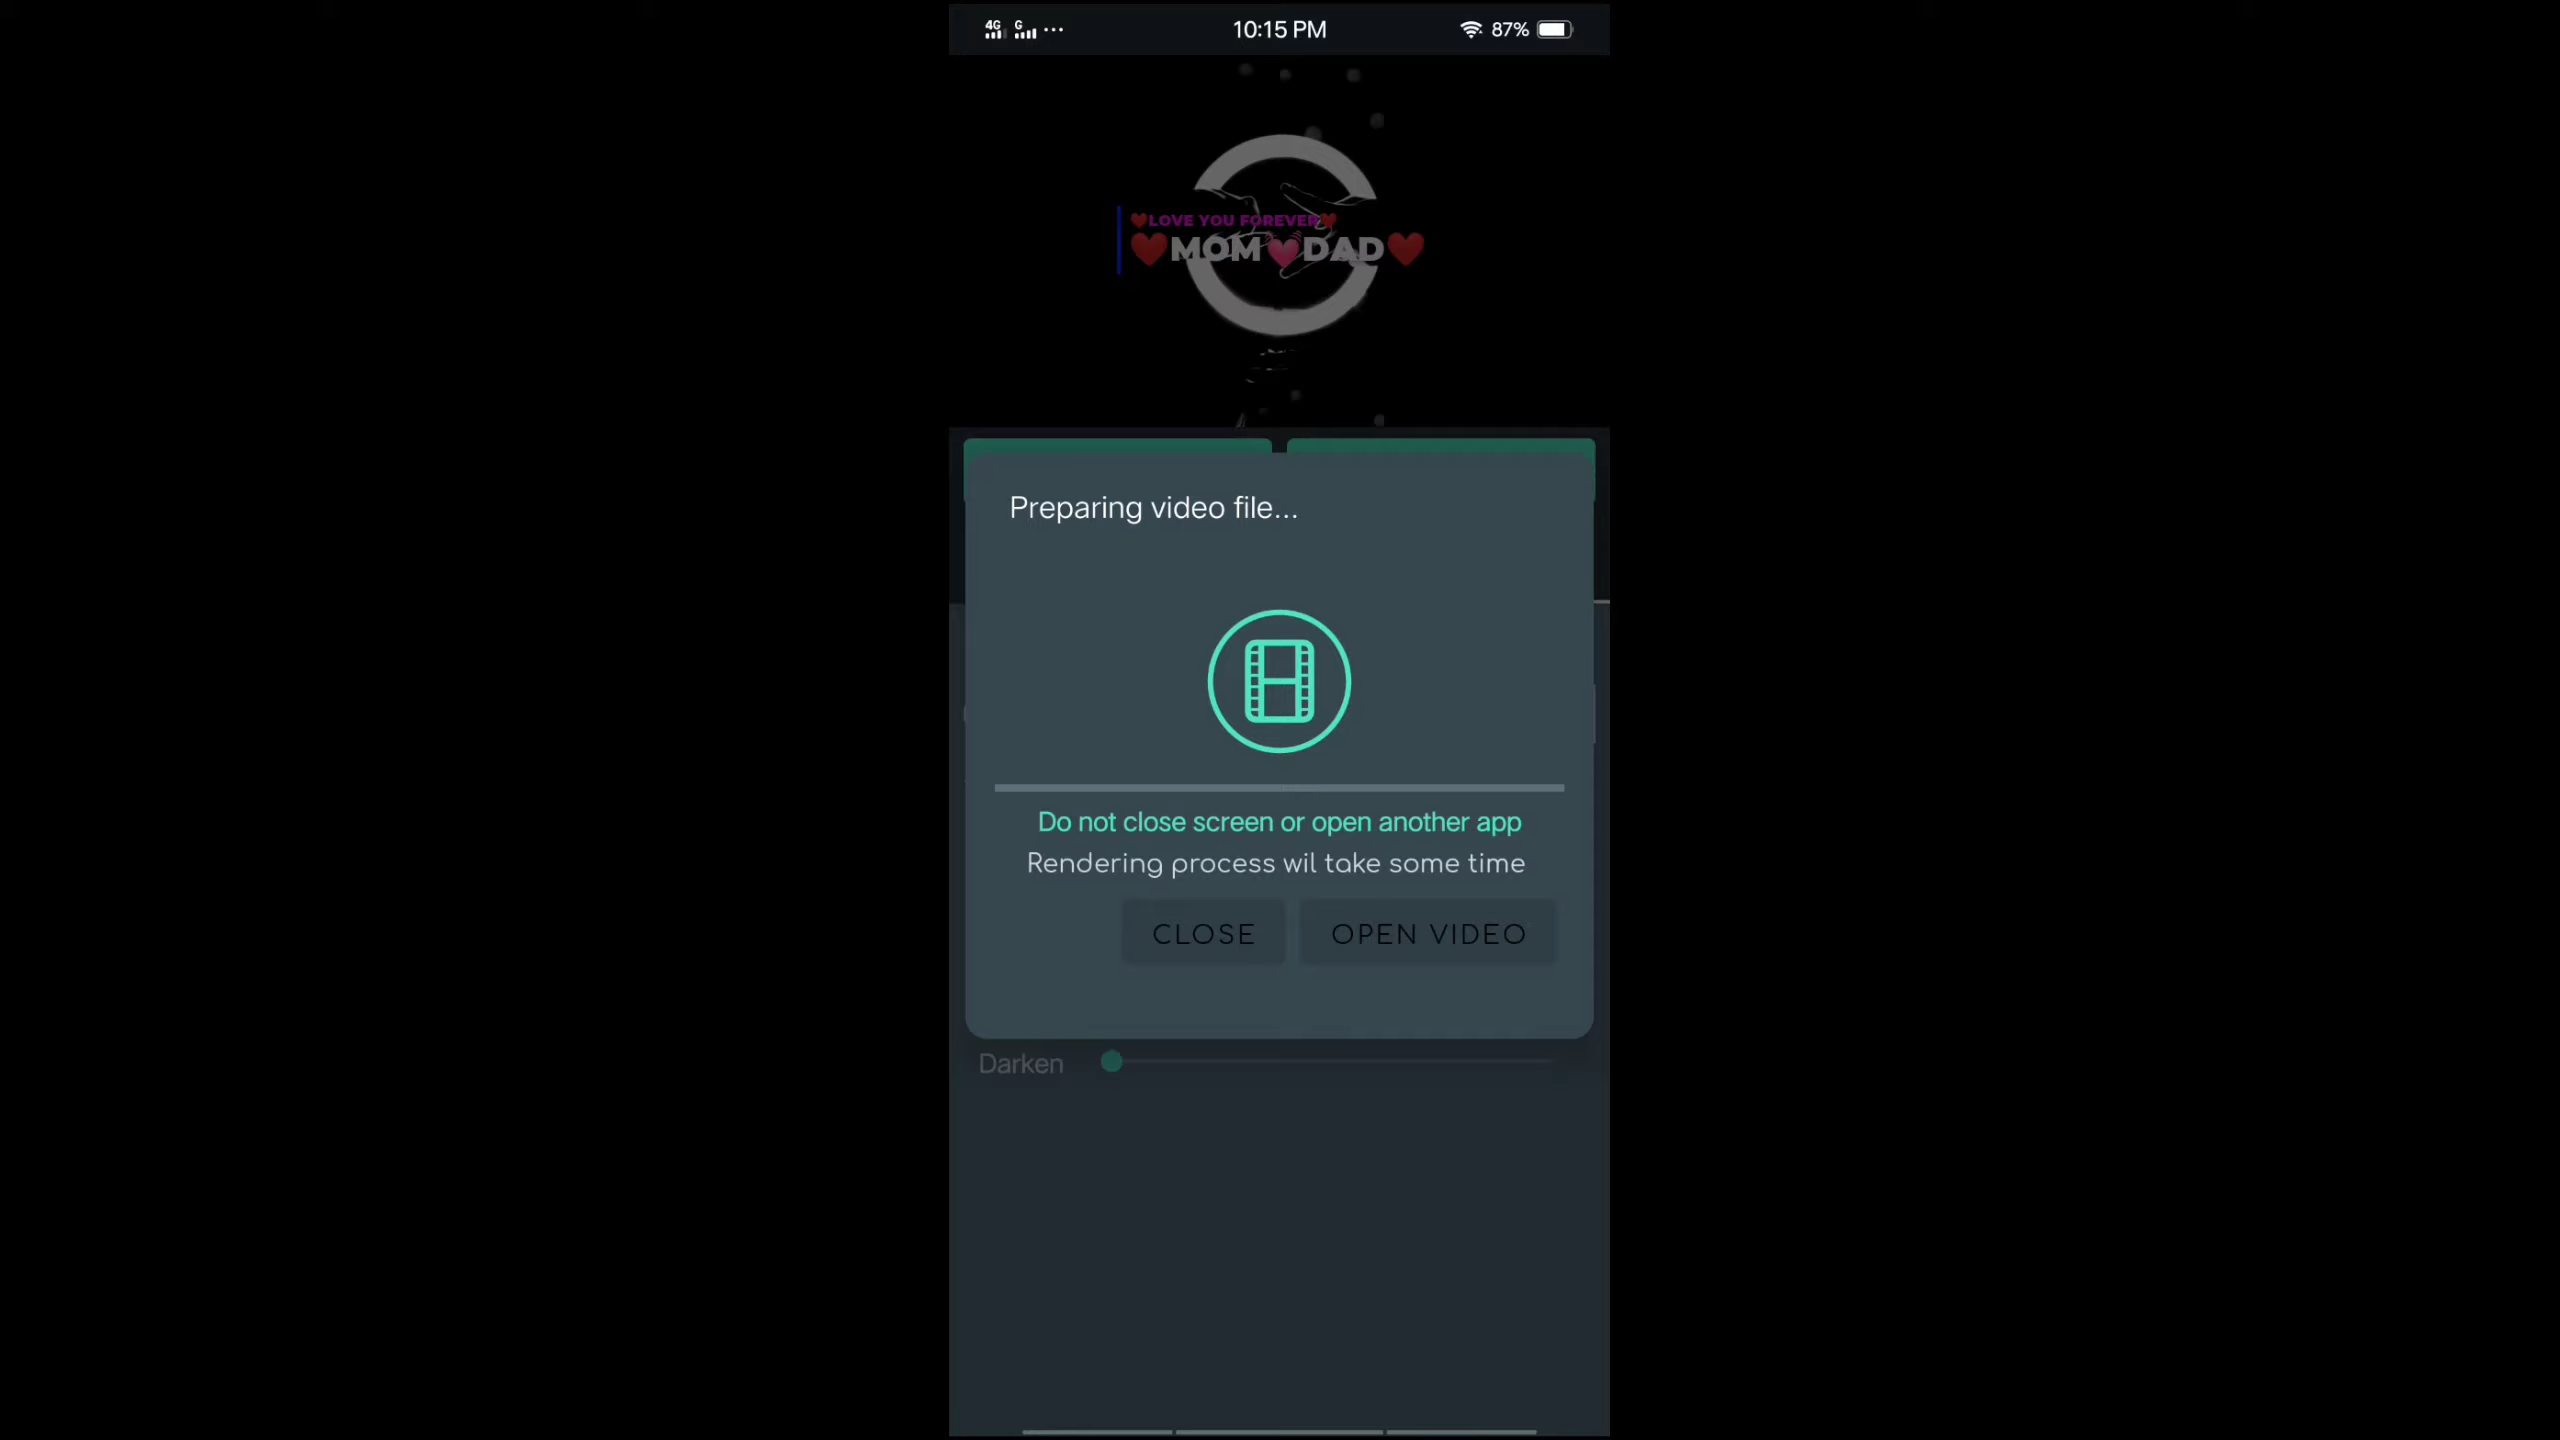 4G G ... 10:15 PM 87%
❤LOVE YOU FOREVER❤
❤MOM💓DAD❤
Preparing video file...
Do not close screen or open another app
Rendering process wil take some time
CLOSE OPEN VIDEO
Darken